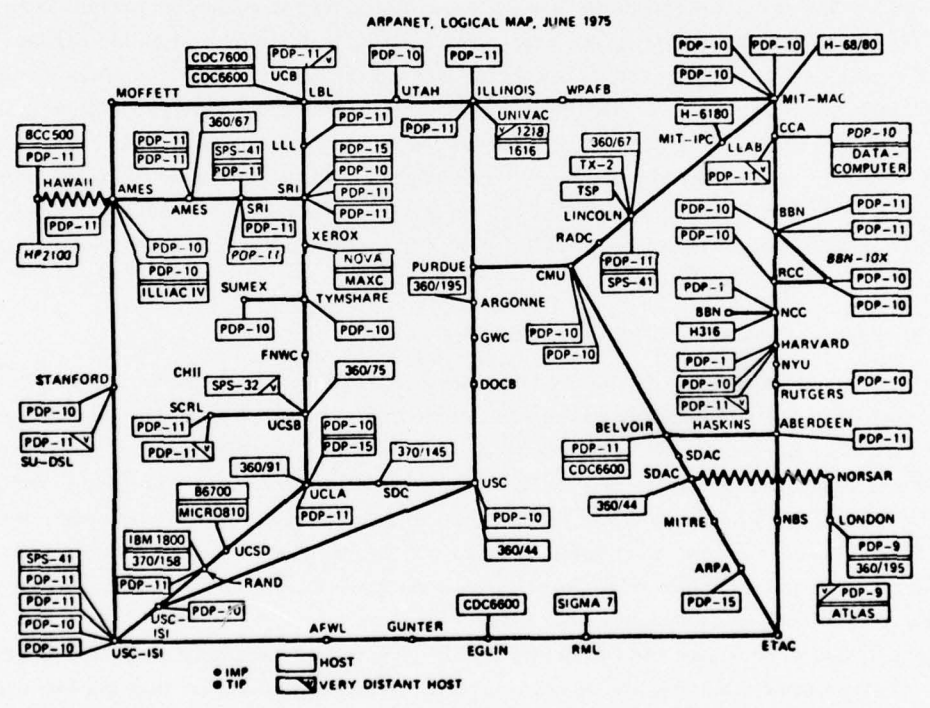 ARPANET, LOGICAL MAP, JUNE 1975
PDP-10
PDP-10
H-68/80
PDP-10
CDC7600
CDC6600
PDP-11 V
UCB
PDP-10
PDP-11
MOFFETT
LBL
UTAH
ILLINOIS
WPAFB
MIT-MAC
UNIVAC
V 1218
1616
PDP-11
H-6180
MIT-IPC
LLAB
PDP-11 V
CCA
PDP-10
DATA-
COMPUTER
BCC500
PDP-11
HAWAII
HP2100
AMES
PDP-11
PDP-11
PDP-11
360/67
AMES
SPS-41
PDP-11
SRI
PDP-11
PDP-11
PDP-10
PDP-10
ILLIAC IV
LLL
PDP-11
PDP-15
PDP-10
PDP-11
PDP-11
SRI
XEROX
NOVA
MAXC
360/67
TX-2
TSP
LINCOLN
RADC
PDP-11
SPS-41
PDP-10
BBN
PDP-11
PDP-11
PDP-10
RCC
BBN-10X
PDP-10
PDP-10
PURDUE
360/195
CMU
PDP-10
PDP-10
ARGONNE
GWC
DOCB
SUMEX
PDP-10
TYMSHARE
PDP-10
FNWC
PDP-1
BBN
H316
NCC
HARVARD
PDP-1
PDP-10
PDP-11 V
NYU
RUTGERS
PDP-10
STANFORD
PDP-10
PDP-11 V
SU-DSL
CHII
SPS-32 V
360/75
SCRL
PDP-11
PDP-11 V
UCSB
PDP-10
PDP-15
360/91
370/145
UCLA
PDP-11
SDC
USC
PDP-10
360/44
BELVOIR
PDP-11
CDC6600
HASKINS
ABERDEEN
PDP-11
SDAC
SDAC
360/44
NORSAR
LONDON
PDP-9
360/195
V PDP-9
ATLAS
MITRE
NBS
ARPA
PDP-15
B6700
MICRO810
UCSD
IBM 1800
370/158
PDP-11
RAND
USC-
ISI
PDP-10
SPS-41
PDP-11
PDP-11
PDP-10
PDP-10
USC-ISI
AFWL
GUNTER
CDC6600
EGLIN
SIGMA 7
RML
ETAC
IMP
TIP
HOST
V VERY DISTANT HOST